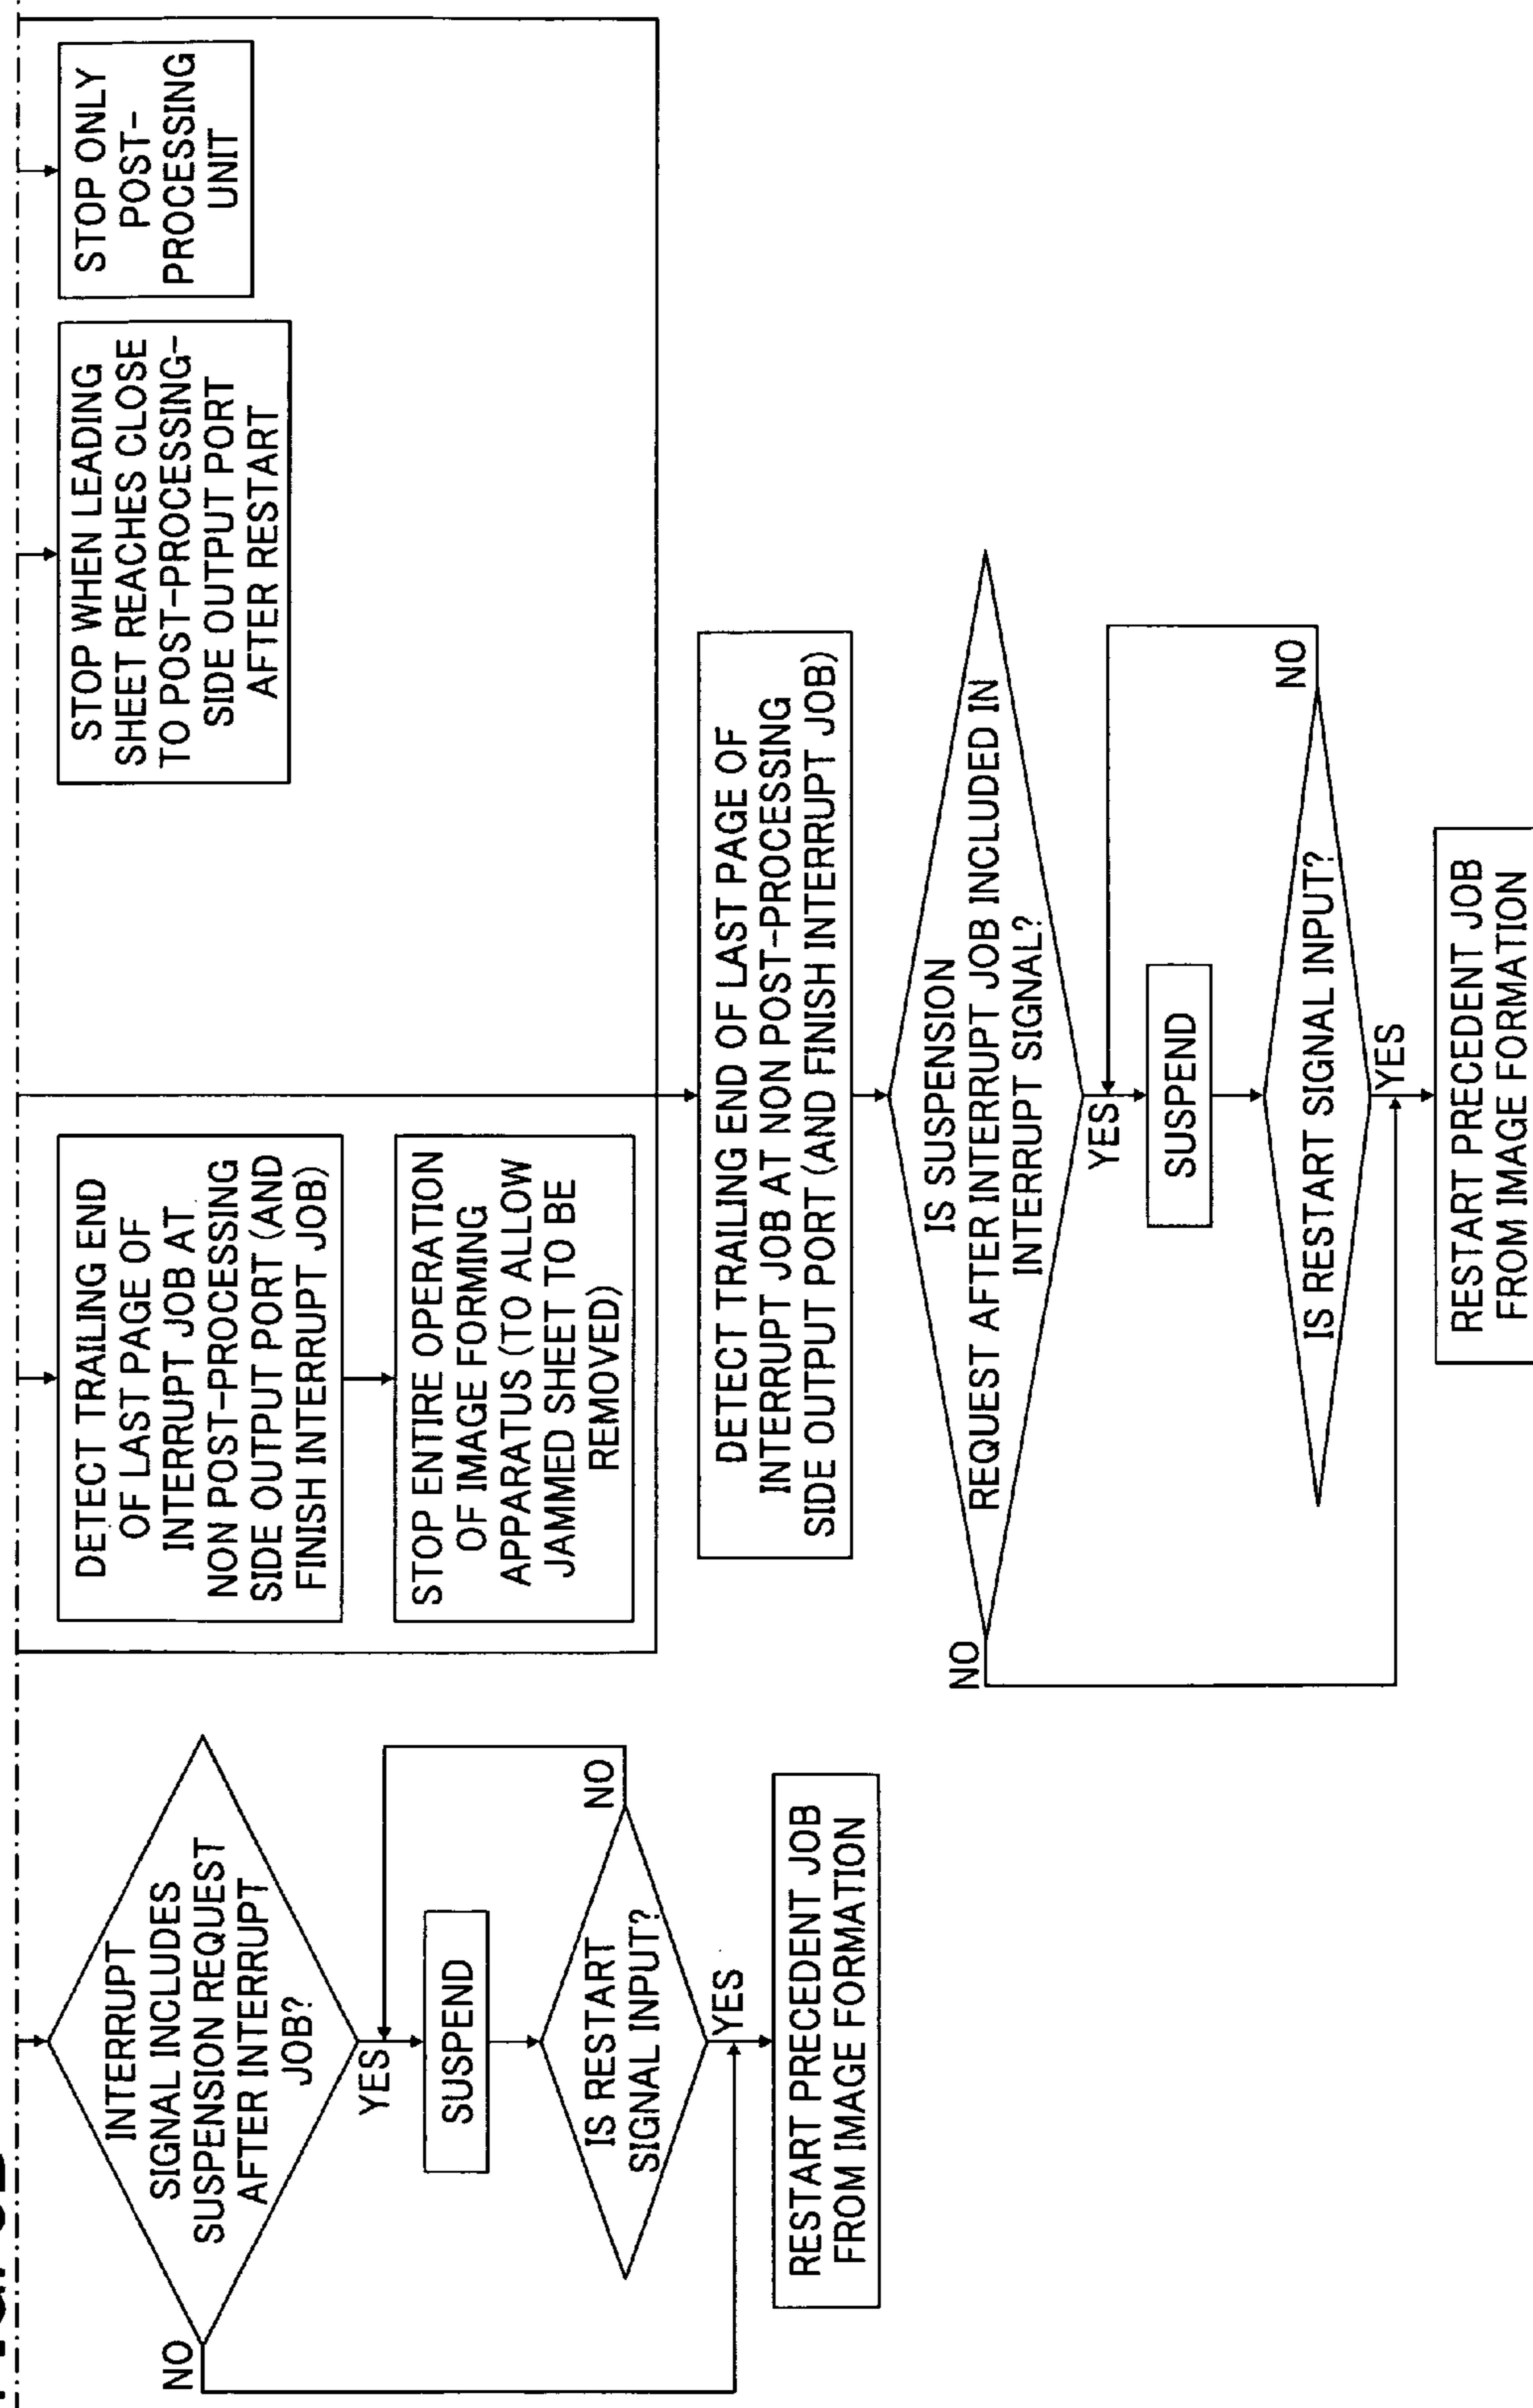 NO
INTERRUPT
SIGNAL INCLUDES
SUSPENSION REQUEST
AFTER INTERRUPT
JOB?
YES
SUSPEND
IS RESTART
SIGNAL INPUT?
NO
YES
RESTART PRECEDENT JOB
FROM IMAGE FORMATION
DETECT TRAILING END
OF LAST PAGE OF
INTERRUPT JOB AT
NON POST-PROCESSING
SIDE OUTPUT PORT (AND
FINISH INTERRUPT JOB)
STOP ENTIRE OPERATION
OF IMAGE FORMING
APPARATUS (TO ALLOW
JAMMED SHEET TO BE
REMOVED)
STOP WHEN LEADING
SHEET REACHES CLOSE
TO POST-PROCESSING-
SIDE OUTPUT PORT
AFTER RESTART
STOP ONLY
POST-
PROCESSING
UNIT
DETECT TRAILING END OF LAST PAGE OF
INTERRUPT JOB AT NON POST-PROCESSING
SIDE OUTPUT PORT (AND FINISH INTERRUPT JOB)
NO
IS SUSPENSION
REQUEST AFTER INTERRUPT JOB INCLUDED IN
INTERRUPT SIGNAL?
YES
SUSPEND
IS RESTART SIGNAL INPUT?
NO
YES
RESTART PRECEDENT JOB
FROM IMAGE FORMATION